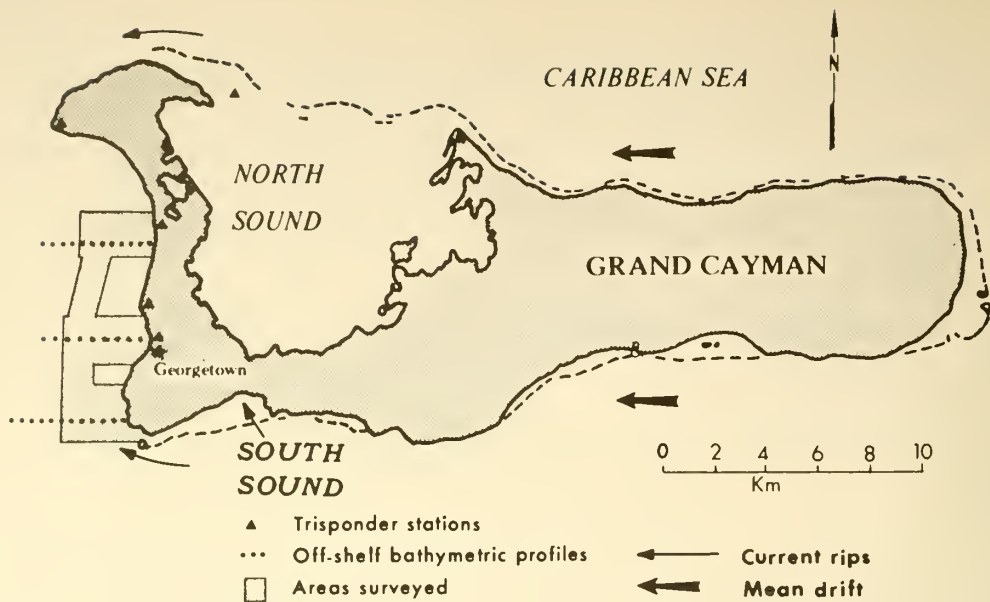 CARIBBEAN SEA
N
NORTH
SOUND
GRAND CAYMAN
Georgetown
SOUTH
SOUND
0 2 4 6 8 10
Km
Trisponder stations
Off-shelf bathymetric profiles
Areas surveyed
Current rips
Mean drift